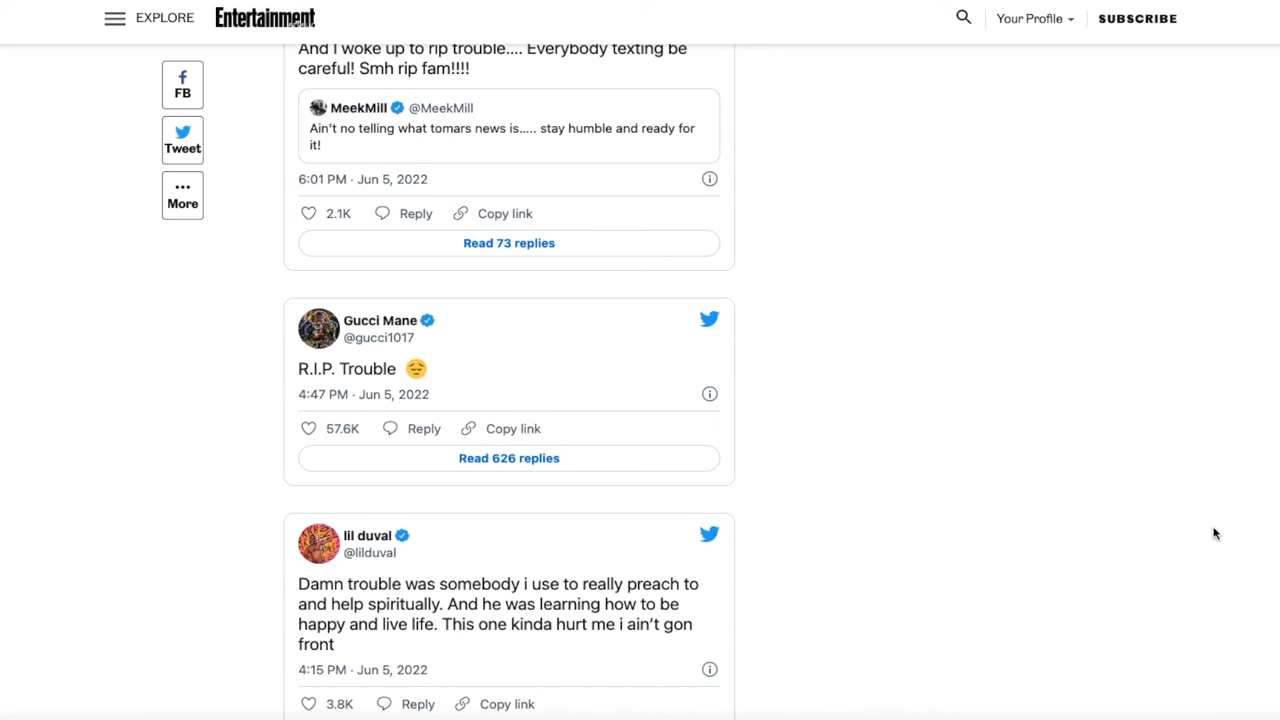 EXPLORE
Entertainment
Your Profile
SUBSCRIBE
And I woke up to rip trouble.... Everybody texting be
careful! Smh rip fam!!!!
FB
Tweet
More
MeekMill @MeekMill
Ain't no telling what tomars news is..... stay humble and ready for
it!
6:01 PM · Jun 5, 2022
2.1K Reply Copy link
Read 73 replies
Gucci Mane
@gucci1017
R.I.P. Trouble 😔
4:47 PM · Jun 5, 2022
57.6K Reply Copy link
Read 626 replies
lil duval
@lilduval
Damn trouble was somebody i use to really preach to
and help spiritually. And he was learning how to be
happy and live life. This one kinda hurt me i ain't gon
front
4:15 PM · Jun 5, 2022
3.8K Reply Copy link